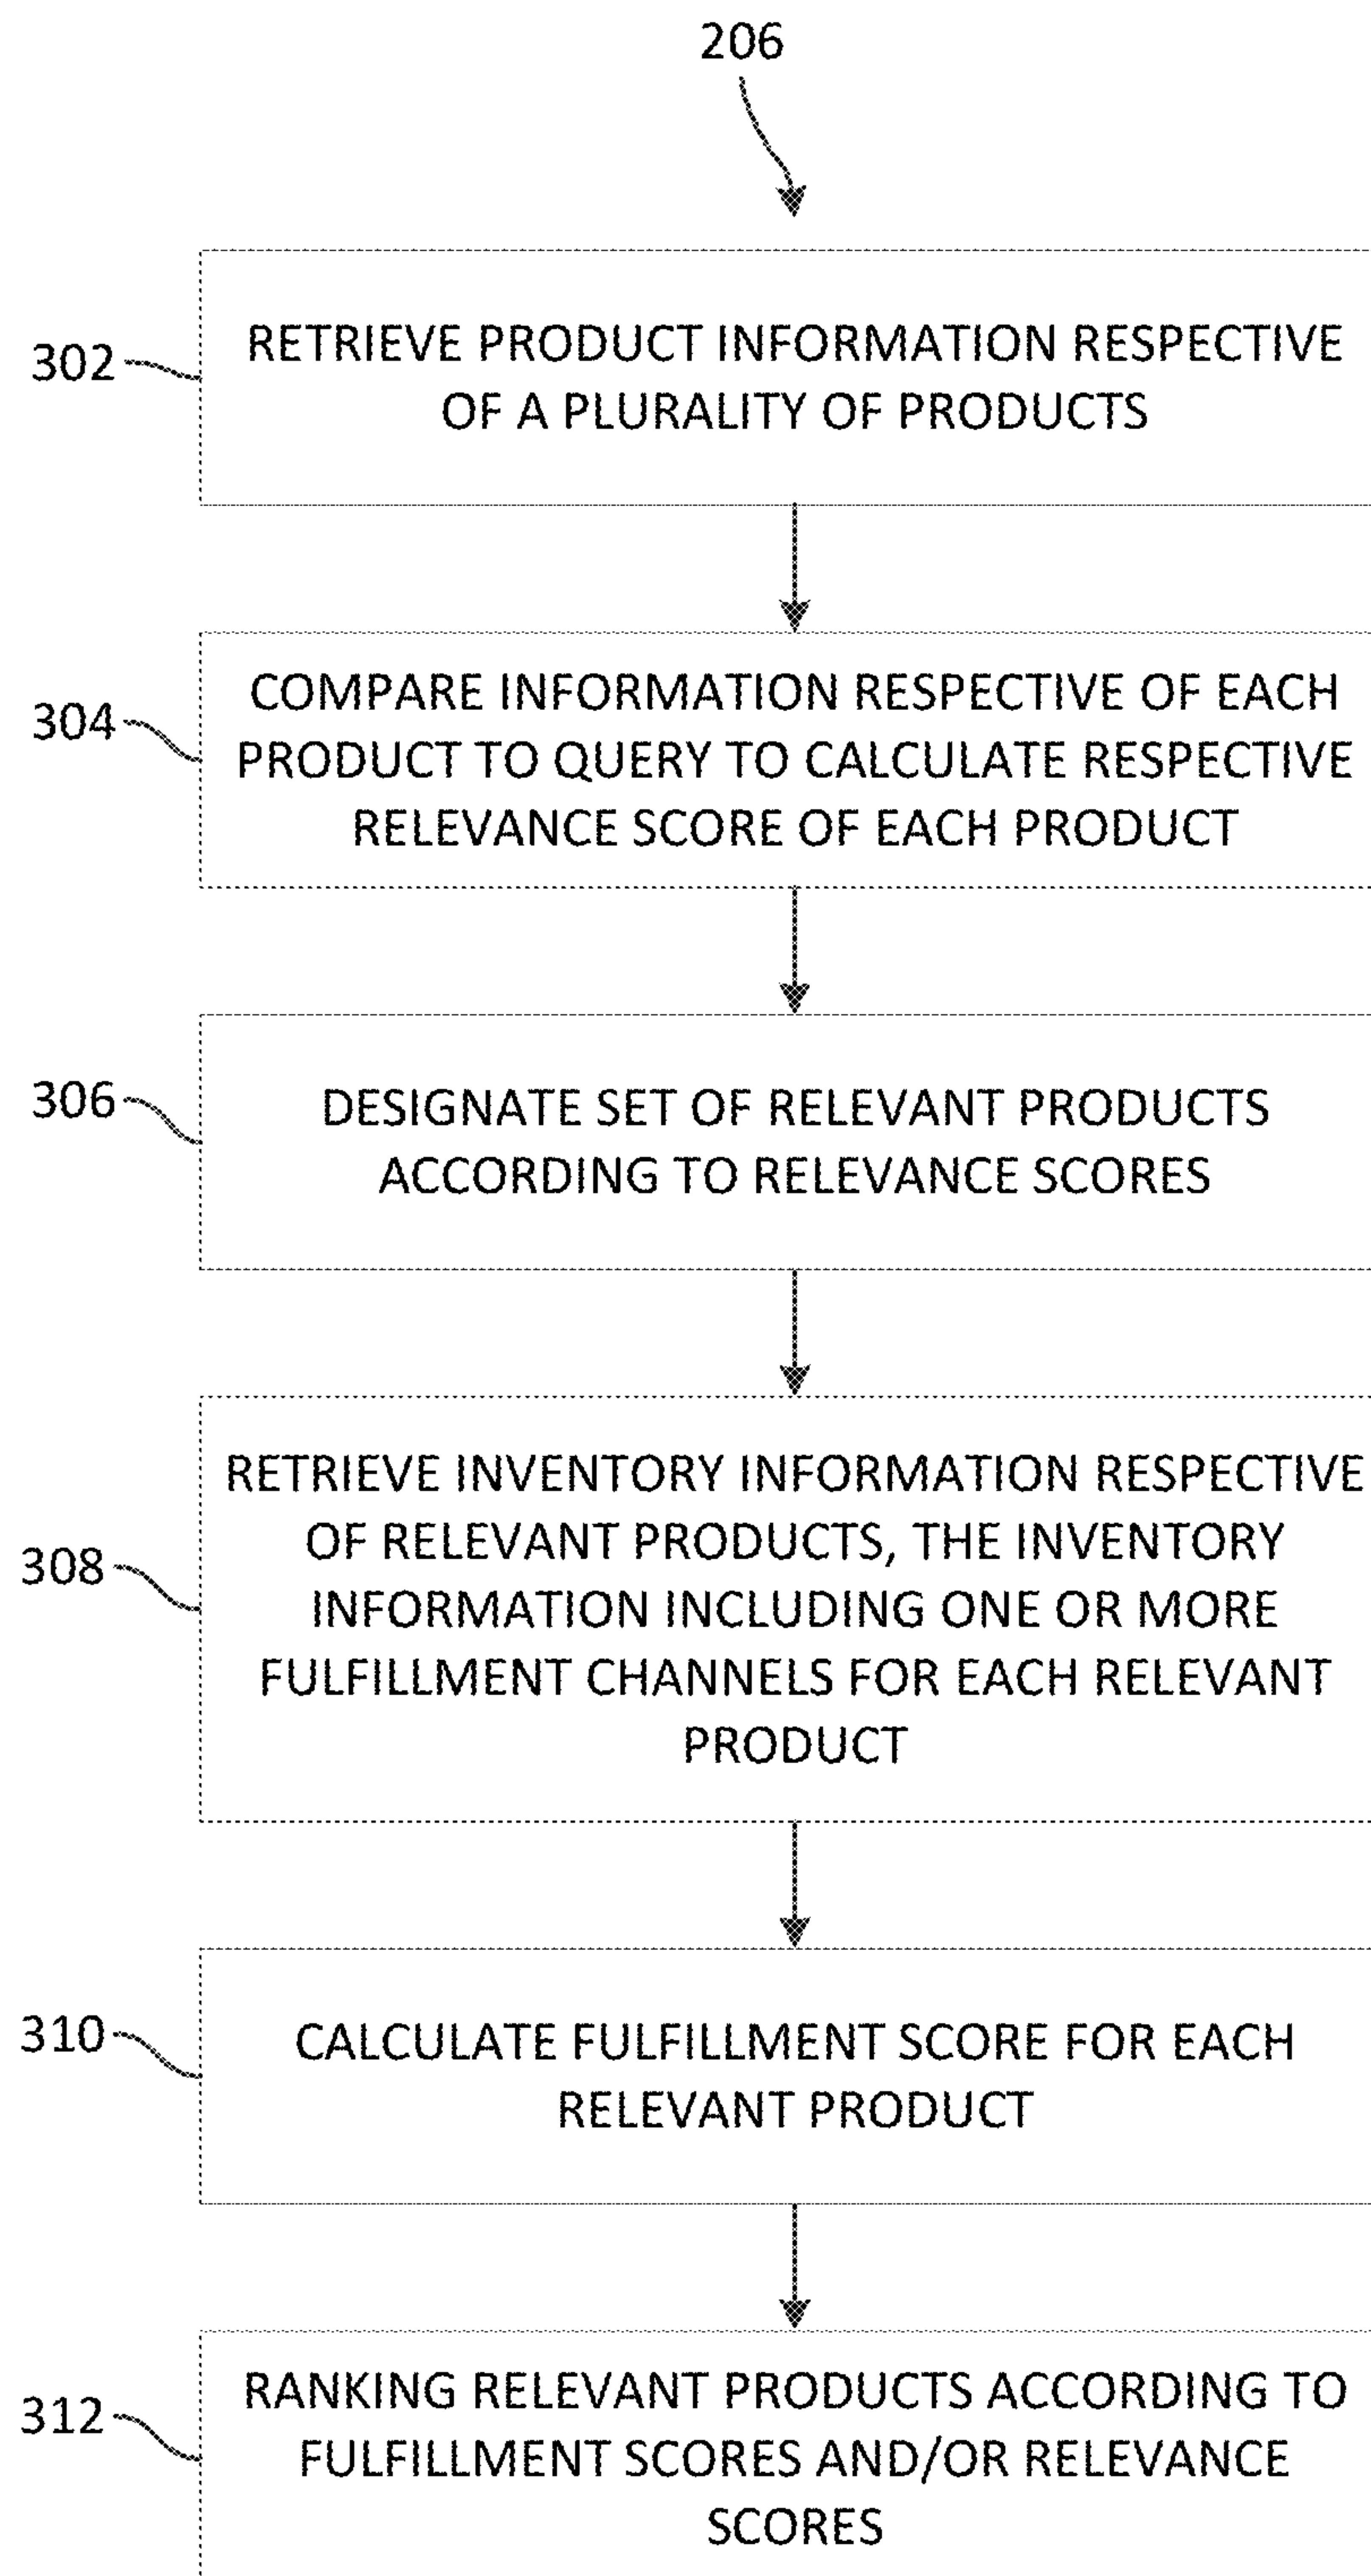 206
302
RETRIEVE PRODUCT INFORMATION RESPECTIVE
OF A PLURALITY OF PRODUCTS
304
COMPARE INFORMATION RESPECTIVE OF EACH
PRODUCT TO QUERY TO CALCULATE RESPECTIVE
RELEVANCE SCORE OF EACH PRODUCT
306
DESIGNATE SET OF RELEVANT PRODUCTS
ACCORDING TO RELEVANCE SCORES
308
RETRIEVE INVENTORY INFORMATION RESPECTIVE
OF RELEVANT PRODUCTS, THE INVENTORY
INFORMATION INCLUDING ONE OR MORE
FULFILLMENT CHANNELS FOR EACH RELEVANT
PRODUCT
310
CALCULATE FULFILLMENT SCORE FOR EACH
RELEVANT PRODUCT
312
RANKING RELEVANT PRODUCTS ACCORDING TO
FULFILLMENT SCORES AND/OR RELEVANCE
SCORES